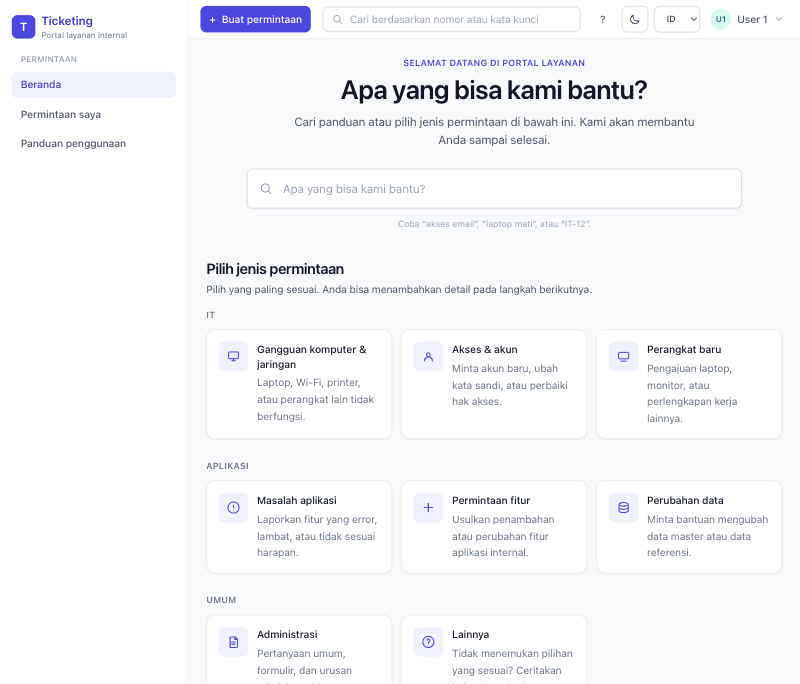 T
Ticketing
Portal layanan internal
PERMINTAAN
Beranda
Permintaan saya
Panduan penggunaan
+ Buat permintaan
Cari berdasarkan nomor atau kata kunci
?
ID
U1
User 1
SELAMAT DATANG DI PORTAL LAYANAN
Apa yang bisa kami bantu?
Cari panduan atau pilih jenis permintaan di bawah ini. Kami akan membantu
Anda sampai selesai.
Apa yang bisa kami bantu?
Coba “akses email”, “laptop mati”, atau “IT-12”.
Pilih jenis permintaan
Pilih yang paling sesuai. Anda bisa menambahkan detail pada langkah berikutnya.
IT
Gangguan komputer &
jaringan
Laptop, Wi-Fi, printer,
atau perangkat lain tidak
berfungsi.
Akses & akun
Minta akun baru, ubah
kata sandi, atau perbaiki
hak akses.
Perangkat baru
Pengajuan laptop,
monitor, atau
perlengkapan kerja
lainnya.
APLIKASI
Masalah aplikasi
Laporkan fitur yang error,
lambat, atau tidak sesuai
harapan.
Permintaan fitur
Usulkan penambahan
atau perubahan fitur
aplikasi internal.
Perubahan data
Minta bantuan mengubah
data master atau data
referensi.
UMUM
Administrasi
Pertanyaan umum,
formulir, dan urusan
Lainnya
Tidak menemukan pilihan
yang sesuai? Ceritakan